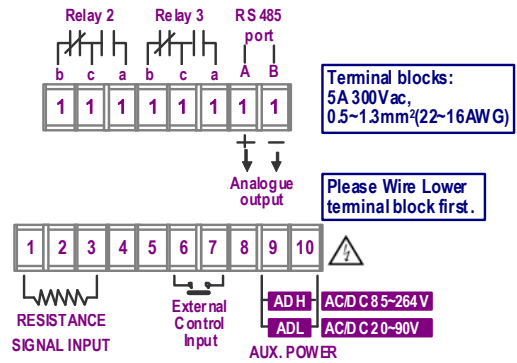 Relay 2 Relay 3 RS 485
port
b c a b c a A B
1 1 1 1 1 1 1 1
+ −
Analogue
output
Terminal blocks:
5A 300Vac,
0.5~1.3mm²(22~16AWG)
Please Wire Lower
terminal block first.
1 2 3 4 5 6 7 8 9 10
RESISTANCE
SIGNAL INPUT
External
Control
Input
ADH AC/DC 85~264V
ADL AC/DC 20~90V
AUX. POWER